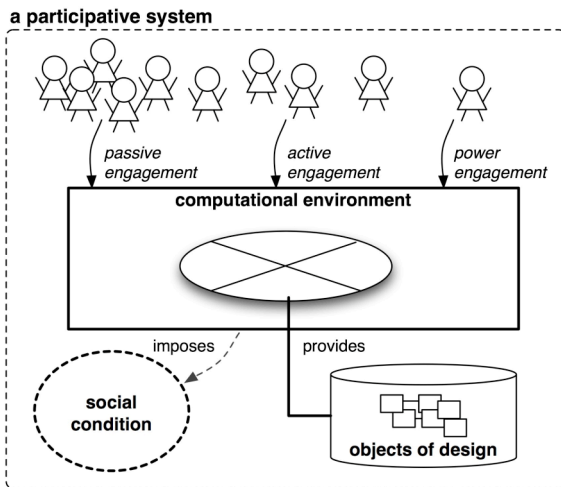 a participative system
passive
engagement
active
engagement
power
engagement
computational environment
imposes
provides
social
condition
objects of design